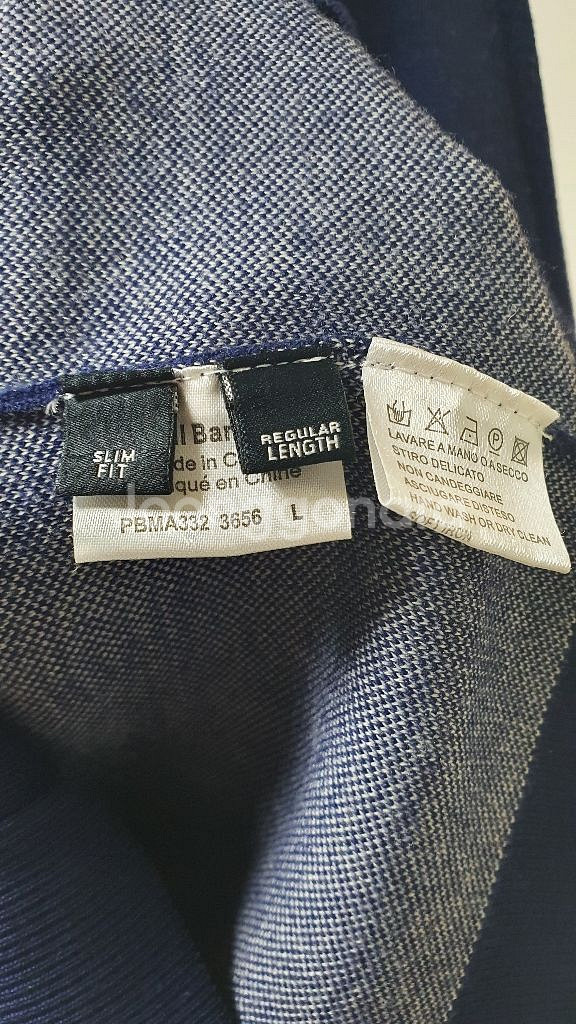 SLIM
FIT
REGULAR
LENGTH
l Bar
de in C
qué en Chine
PBMA332 3656 L
LAVARE A MANO O A SECCO
STIRO DELICATO
NON CANDEGGIARE
ASCIUGARE DISTESO
HAND WASH OR DRY CLEAN